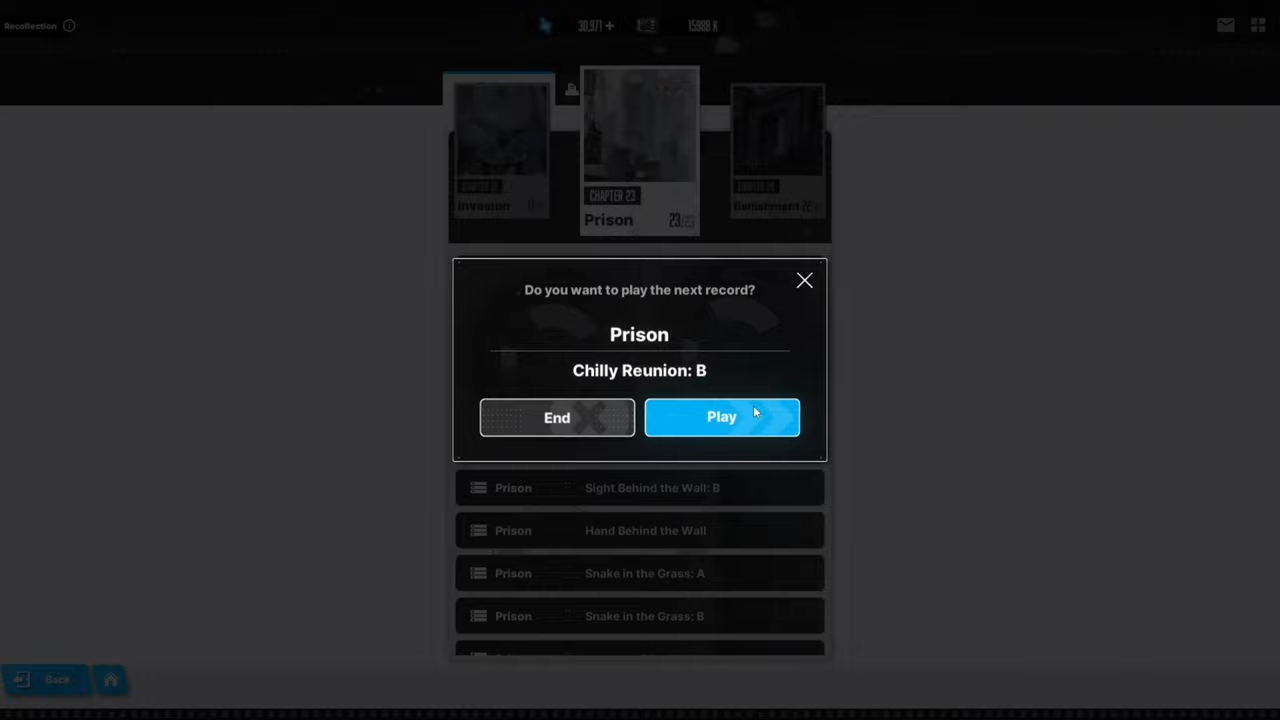 Recollection
30,971 +
15988 K
CHAPTER 23
Invasion
Prison 23/23
Banishment
Do you want to play the next record?
Prison
Chilly Reunion: B
End
Play
Prison Sight Behind the Wall: B
Prison Hand Behind the Wall
Prison Snake in the Grass: A
Prison Snake in the Grass: B
Back